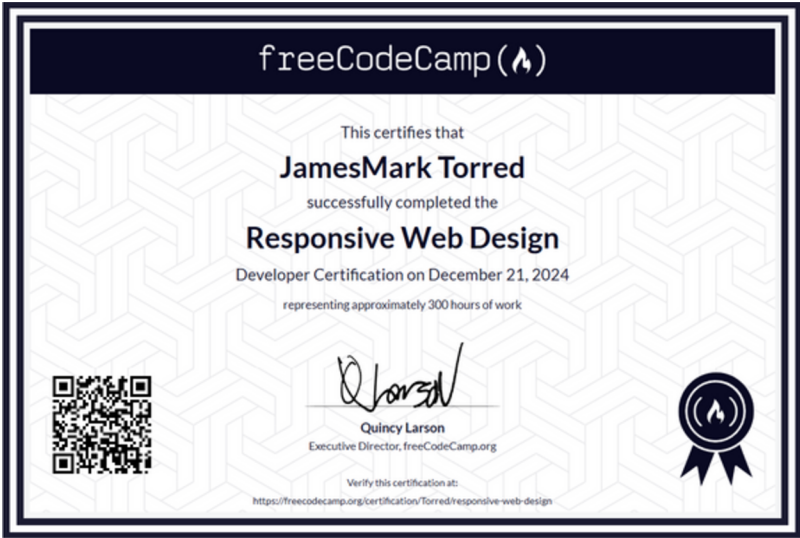 freeCodeCamp
This certifies that
JamesMark Torred
successfully completed the
Responsive Web Design
Developer Certification on December 21, 2024
representing approximately 300 hours of work
Q Larson
Quincy Larson
Executive Director, freeCodeCamp.org
Verify this certification at:
https://freecodecamp.org/certification/Torred/responsive-web-design